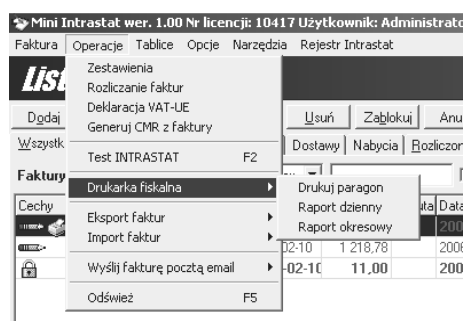 Mini Intrastat wer. 1.00 Nr licencji: 10417 Użytkownik: Administrato
Faktura Operacje Tablice Opcje Narzędzia Rejestr Intrastat
List
Zestawienia
Rozliczanie faktur
Deklaracja VAT-UE
Generuj CMR z faktury
Dodaj Usuń Zablokuj Anu
Wszystk Dostawy Nabycia Rozliczon
Test INTRASTAT F2
Faktury
Drukarka fiskalna Drukuj paragon
Cechy Raport dzienny uta Data
Eksport faktur Raport okresowy 200
Import faktur 02-10 1 218,78 2006
Wyślij fakturę pocztą email -02-10 11,00 200
Odśwież F5